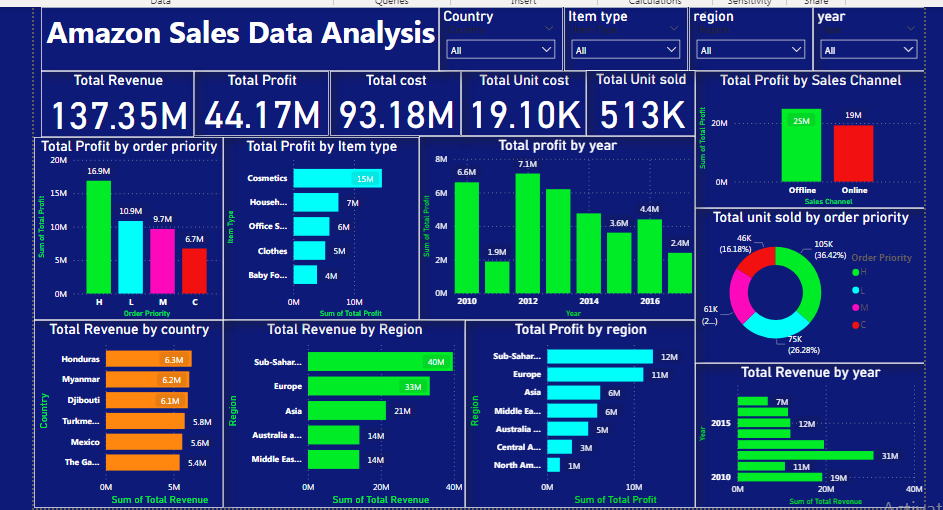 Data Queries Insert Calculations Sensitivity Share
Amazon Sales Data Analysis
Country
All
Item type
All
region
All
year
All
Total Revenue
137.35M
Total Profit
44.17M
Total cost
93.18M
Total Unit cost
19.10K
Total Unit sold
513K
Total Profit by Sales Channel
Sum of Total Profit
20M
0M
25M
19M
Offline Online
Sales Channel
Total Profit by order priority
Sum of Total Profit
20M
15M
10M
5M
0M
16.9M
10.9M
9.7M
6.7M
H L M C
Order Priority
Total Profit by Item type
Item Type
Cosmetics 15M
Househ... 7M
Office S... 6M
Clothes 5M
Baby Fo... 4M
0M 10M
Sum of Total Profit
Total profit by year
Sum of Total Profit
8M
6M
4M
2M
0M
6.6M
1.9M
7.1M
3.6M
4.4M
2.4M
2010 2012 2014 2016
Year
Total unit sold by order priority
46K
(16.18%)
105K
(36.42%)
61K
(2...)
75K
(26.28%)
Order Priority
H
L
M
C
Total Revenue by country
Country
Honduras 6.3M
Myanmar 6.2M
Djibouti 6.1M
Turkme... 5.8M
Mexico 5.6M
The Ga... 5.4M
0M 5M
Sum of Total Revenue
Total Revenue by Region
Region
Sub-Sahar... 40M
Europe 33M
Asia 21M
Australia a... 14M
Middle Eas... 14M
0M 20M 40M
Sum of Total Revenue
Total Profit by region
Region
Sub-Sahar... 12M
Europe 11M
Asia 6M
Middle Ea... 6M
Australia ... 5M
Central A... 3M
North Am... 1M
0M 10M
Sum of Total Profit
Total Revenue by year
Year
7M
2015 12M
31M
11M
2010 19M
0M 20M 40M
Sum of Total Revenue